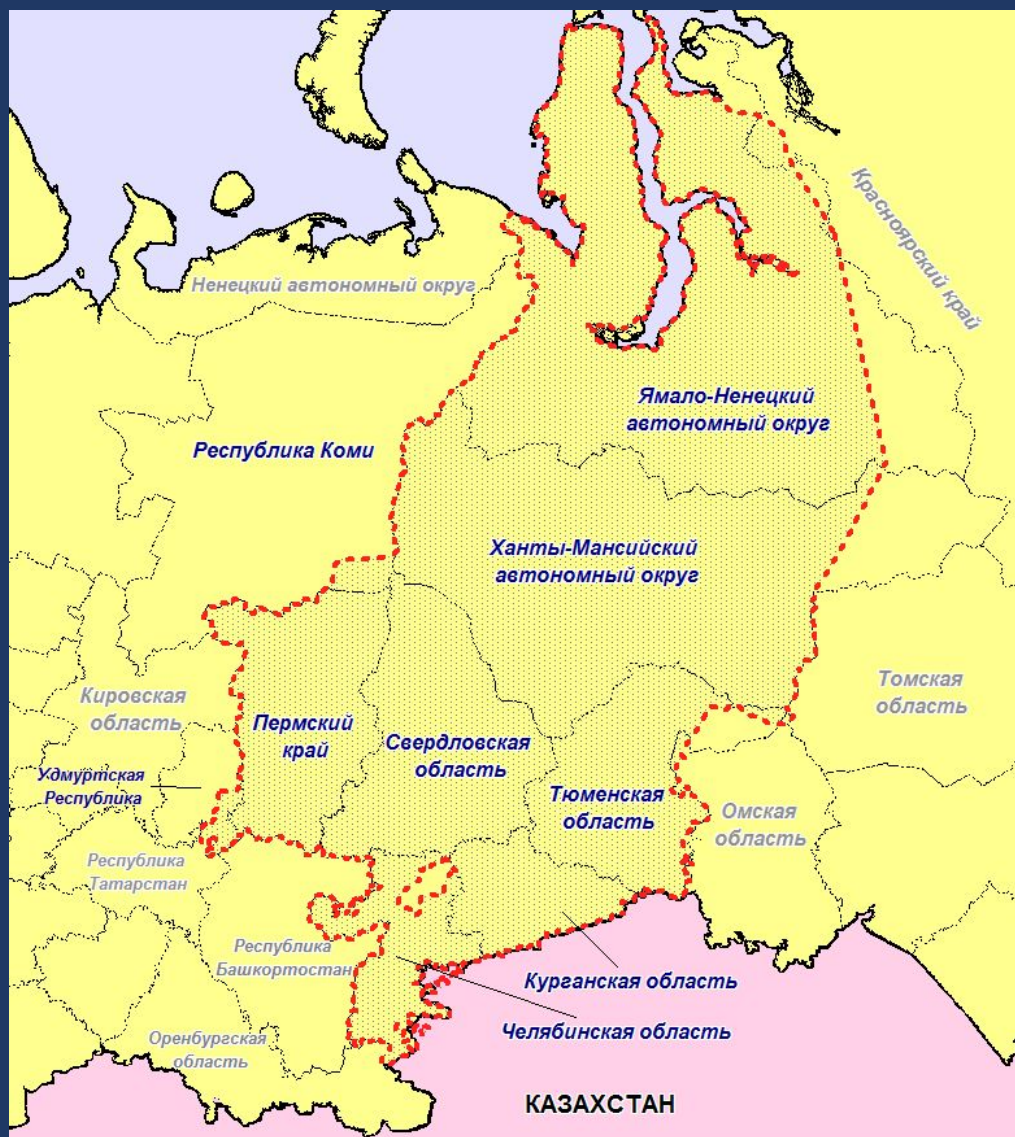 Красноярский край
Ненецкий автономный округ
Ямало-Ненецкий
автономный округ
Республика Коми
Ханты-Мансийский
автономный округ
Кировская
область
Томская
область
Пермский
край
Свердловская
область
Удмуртская
Республика
Тюменская
область
Омская
область
Республика
Татарстан
Республика
Башкортостан
Курганская область
Челябинская область
Оренбургская
область
КАЗАХСТАН